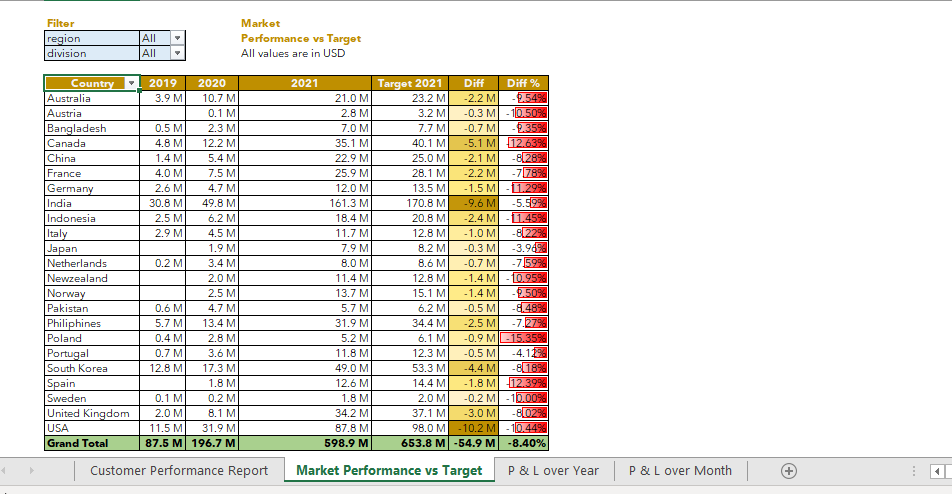 Filter Market
region All Performance vs Target
division All All values are in USD
Country 2019 2020 2021 Target 2021 Diff Diff %
Australia 3.9 M 10.7 M 21.0 M 23.2 M -2.2 M -9.54%
Austria 0.1 M 2.8 M 3.2 M -0.3 M -10.50%
Bangladesh 0.5 M 2.3 M 7.0 M 7.7 M -0.7 M -9.35%
Canada 4.8 M 12.2 M 35.1 M 40.1 M -5.1 M -12.63%
China 1.4 M 5.4 M 22.9 M 25.0 M -2.1 M -8.28%
France 4.0 M 7.5 M 25.9 M 28.1 M -2.2 M -7.78%
Germany 2.6 M 4.7 M 12.0 M 13.5 M -1.5 M -11.29%
India 30.8 M 49.8 M 161.3 M 170.8 M -9.6 M -5.59%
Indonesia 2.5 M 6.2 M 18.4 M 20.8 M -2.4 M -11.45%
Italy 2.9 M 4.5 M 11.7 M 12.8 M -1.0 M -8.22%
Japan 1.9 M 7.9 M 8.2 M -0.3 M -3.96%
Netherlands 0.2 M 3.4 M 8.0 M 8.6 M -0.7 M -7.59%
Newzealand 2.0 M 11.4 M 12.8 M -1.4 M -10.95%
Norway 2.5 M 13.7 M 15.1 M -1.4 M -9.50%
Pakistan 0.6 M 4.7 M 5.7 M 6.2 M -0.5 M -8.48%
Philiphines 5.7 M 13.4 M 31.9 M 34.4 M -2.5 M -7.27%
Poland 0.4 M 2.8 M 5.2 M 6.1 M -0.9 M -15.35%
Portugal 0.7 M 3.6 M 11.8 M 12.3 M -0.5 M -4.12%
South Korea 12.8 M 17.3 M 49.0 M 53.3 M -4.4 M -8.18%
Spain 1.8 M 12.6 M 14.4 M -1.8 M -12.39%
Sweden 0.1 M 0.2 M 1.8 M 2.0 M -0.2 M -10.00%
United Kingdom 2.0 M 8.1 M 34.2 M 37.1 M -3.0 M -8.02%
USA 11.5 M 31.9 M 87.8 M 98.0 M -10.2 M -10.44%
Grand Total 87.5 M 196.7 M 598.9 M 653.8 M -54.9 M -8.40%
Customer Performance Report Market Performance vs Target P & L over Year P & L over Month